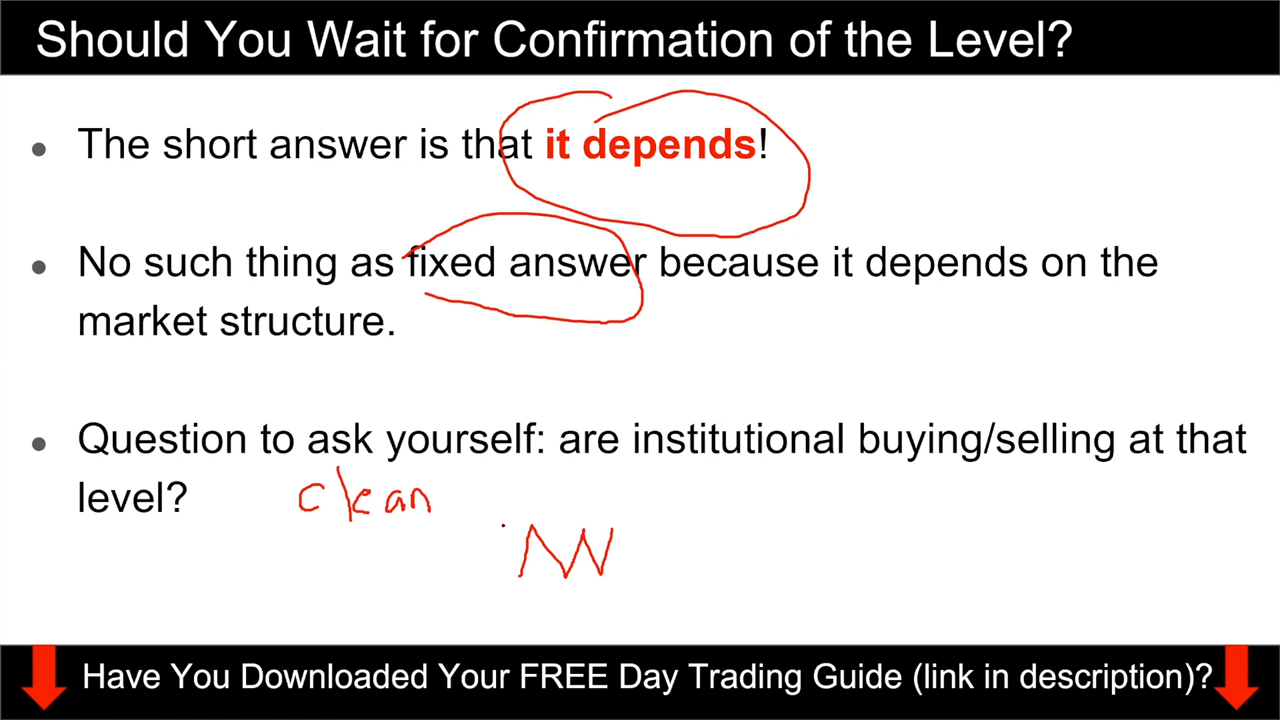 Should You Wait for Confirmation of the Level?
● The short answer is that it depends!
● No such thing as fixed answer because it depends on the
market structure.
● Question to ask yourself: are institutional buying/selling at that
level?
clean
Have You Downloaded Your FREE Day Trading Guide (link in description)?